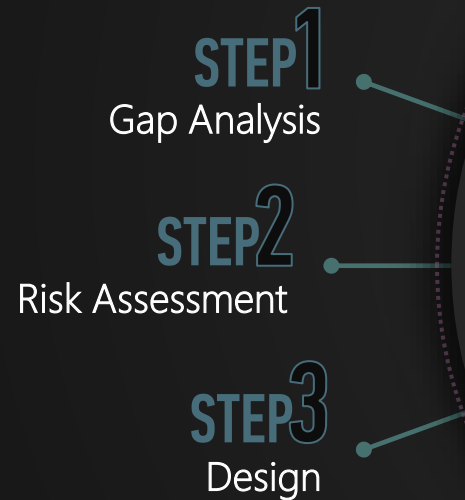 STEP1
Gap Analysis
STEP2
Risk Assessment
STEP3
Design